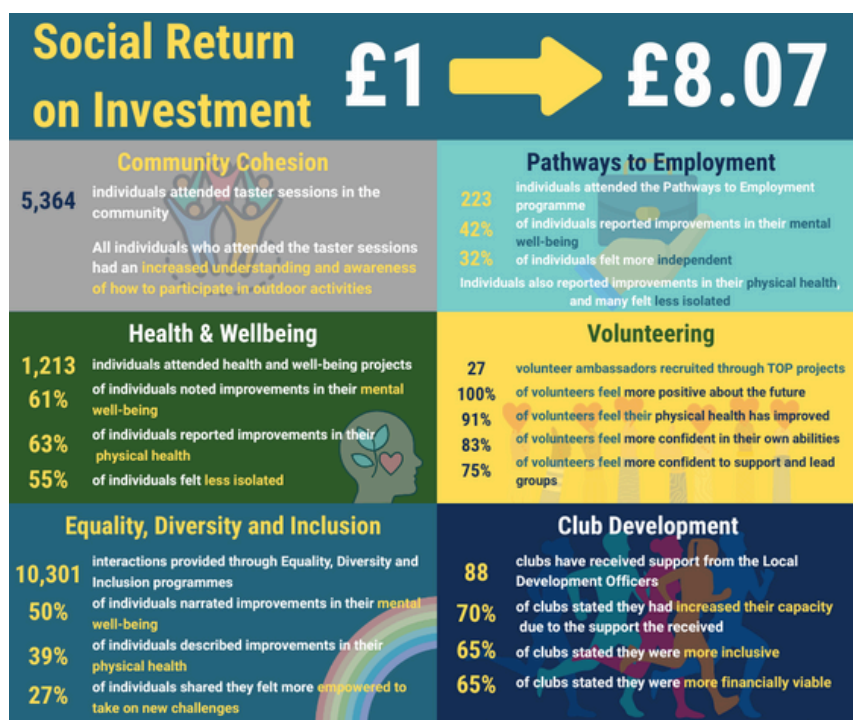 Social Return
on Investment
£1
£8.07
Community Cohesion
5,364
individuals attended taster sessions in the
community
All individuals who attended the taster sessions
had an increased understanding and awareness
of how to participate in outdoor activities
Pathways to Employment
223
individuals attended the Pathways to Employment
programme
42%
of individuals reported improvements in their mental
well-being
32%
of individuals felt more independent
Individuals also reported improvements in their physical health,
and many felt less isolated
Health & Wellbeing
1,213
individuals attended health and well-being projects
61%
of individuals noted improvements in their mental
well-being
63%
of individuals reported improvements in their
physical health
55%
of individuals felt less isolated
Volunteering
27
volunteer ambassadors recruited through TOP projects
100%
of volunteers feel more positive about the future
91%
of volunteers feel their physical health has improved
83%
of volunteers feel more confident in their own abilities
75%
of volunteers feel more confident to support and lead
groups
Equality, Diversity and Inclusion
10,301
interactions provided through Equality, Diversity and
Inclusion programmes
50%
of individuals narrated improvements in their mental
well-being
39%
of individuals described improvements in their
physical health
27%
of individuals shared they felt more empowered to
take on new challenges
Club Development
88
clubs have received support from the Local
Development Officers
70%
of clubs stated they had increased their capacity
due to the support the received
65%
of clubs stated they were more inclusive
65%
of clubs stated they were more financially viable